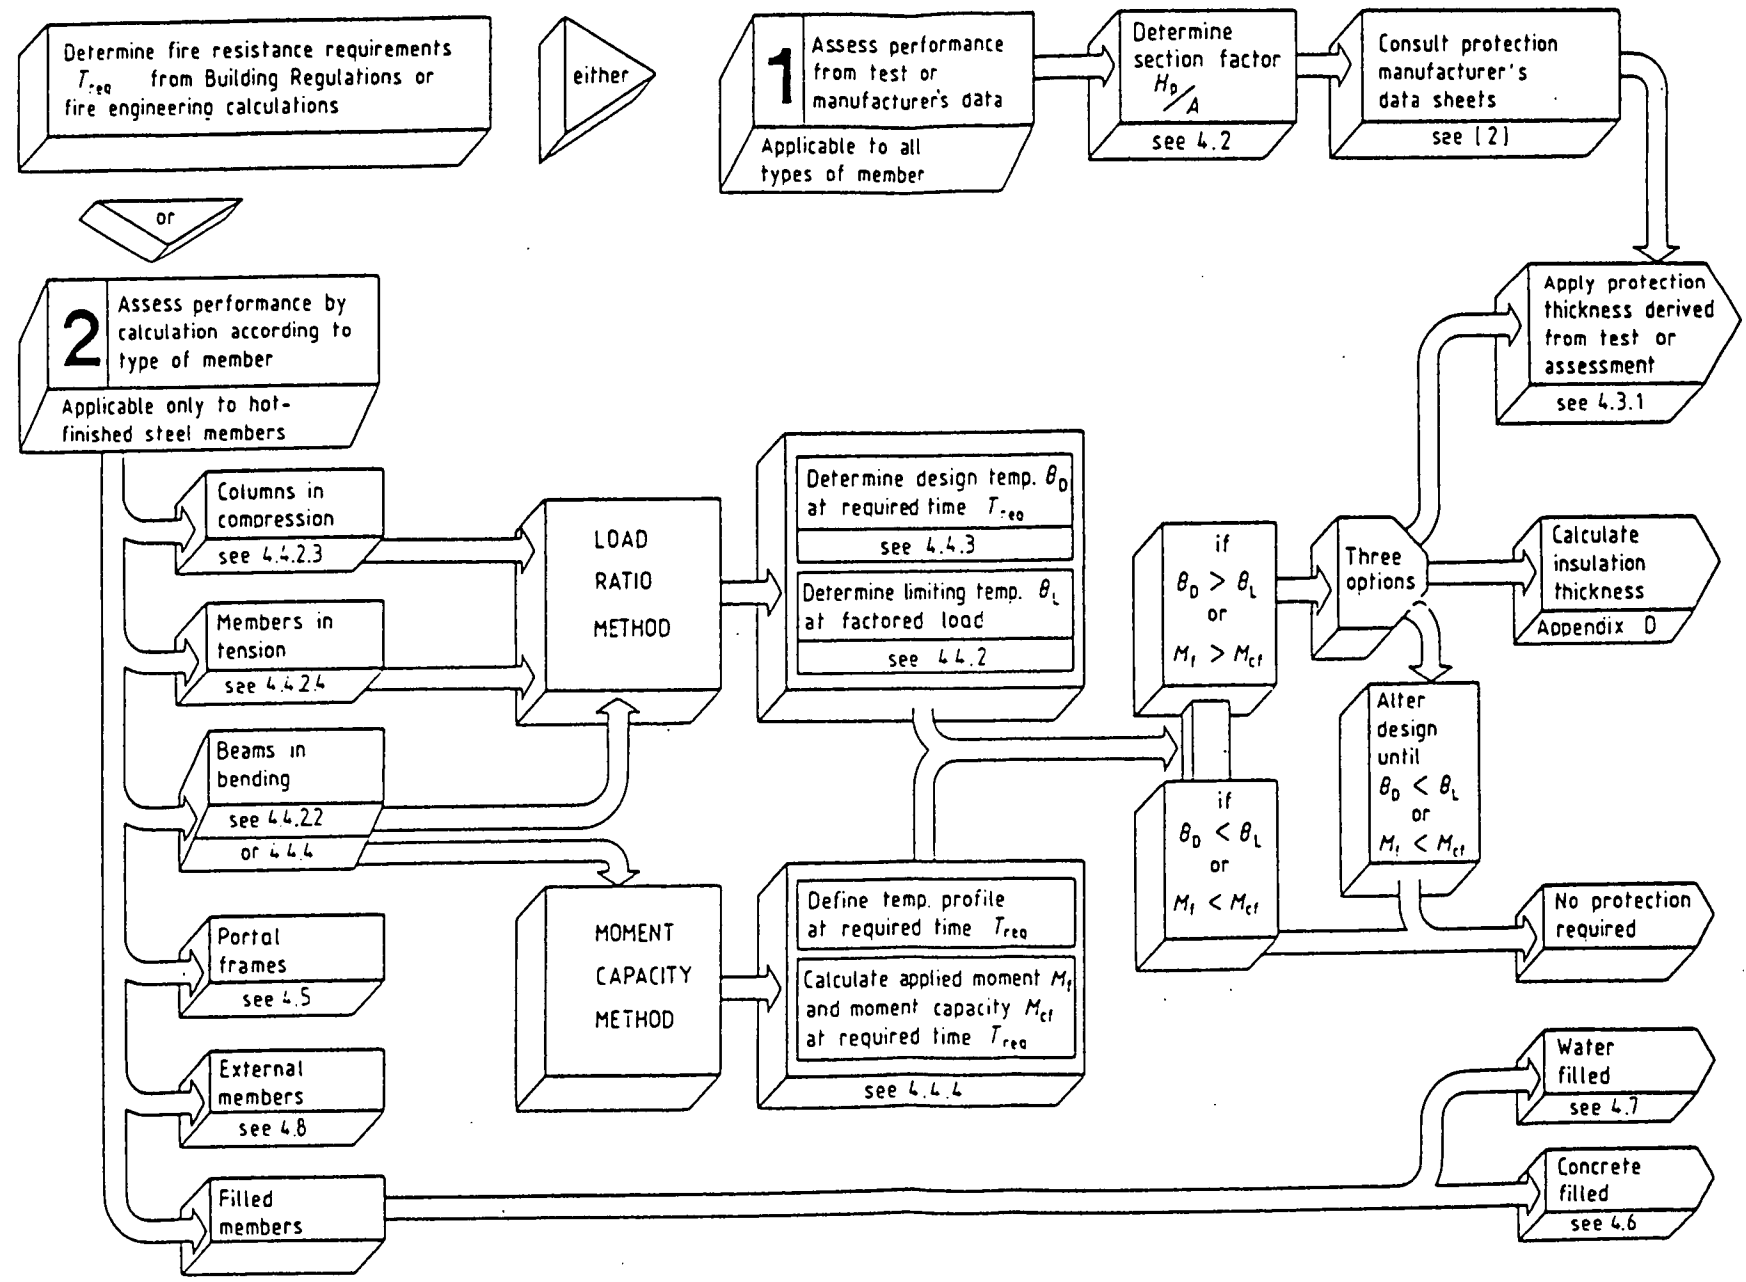 Determine fire resistance requirements
Treq from Building Regulations or
fire engineering calculations
either
1
Assess performance
from test or
manufacturer's data
Applicable to all
types of member
Determine
section factor
Hp/A
see 4.2
Consult protection
manufacturer's
data sheets
see (2)
or
2
Assess performance by
calculation according to
type of member
Applicable only to hot-
finished steel members
Apply protection
thickness derived
from test or
assessment
see 4.3.1
Columns in
compression
see 4.4.2.3
Members in
tension
see 4.4.2.4
Beams in
bending
see 4.4.2.2
or 4.4.4
Portal
frames
see 4.5
External
members
see 4.8
Filled
members
LOAD
RATIO
METHOD
MOMENT
CAPACITY
METHOD
Determine design temp. θD
at required time Treq
see 4.4.3
Determine limiting temp. θL
at factored load
see 4.4.2
Define temp. profile
at required time Treq
Calculate applied moment Mf
and moment capacity Mcf
at required time Treq
see 4.4.4
if
θD > θL
or
Mf > Mcf
if
θD < θL
or
Mf < Mcf
Three
options
Calculate
insulation
thickness
Appendix D
Alter
design
until
θD < θL
or
Mf < Mcf
No protection
required
Water
filled
see 4.7
Concrete
filled
see 4.6